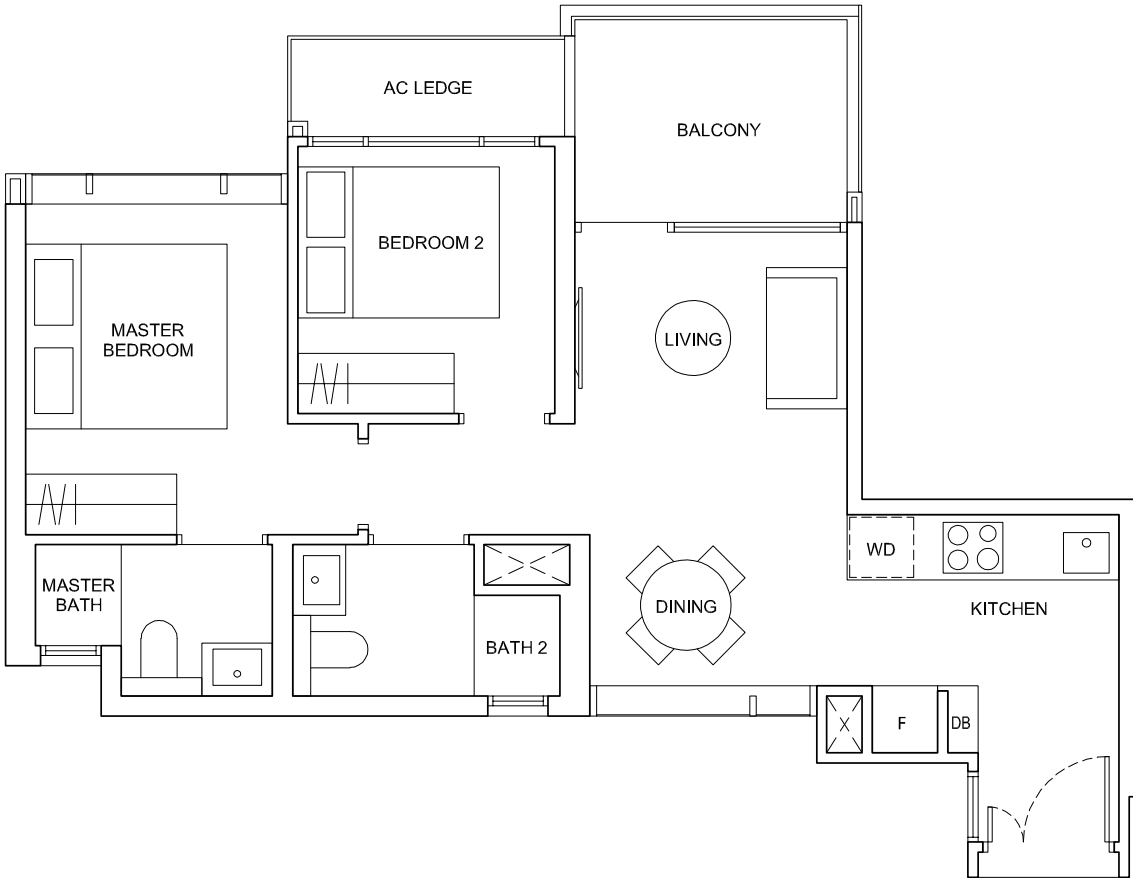 AC LEDGE
BALCONY
BEDROOM 2
MASTER
BEDROOM
LIVING
WD
KITCHEN
MASTER
BATH
DINING
BATH 2
F
DB